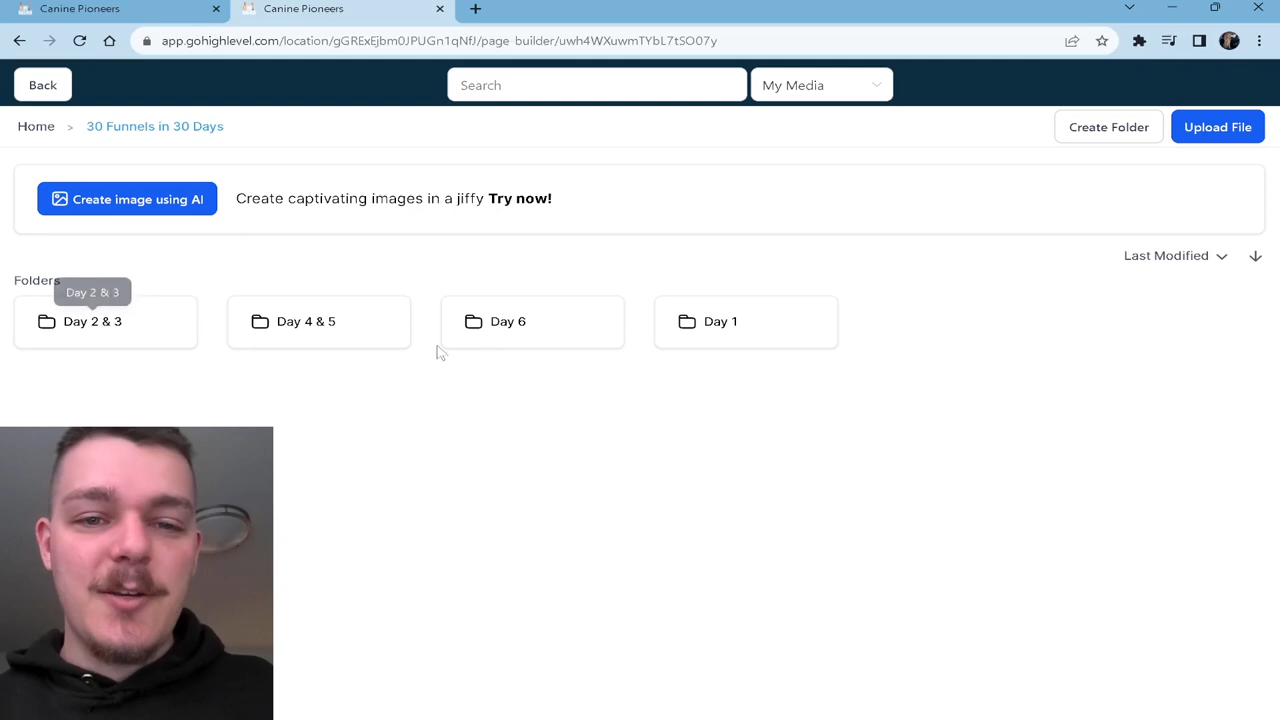 Canine Pioneers
Canine Pioneers
app.gohighlevel.com/location/gGRExEjbm0JPUGn1qNfJ/page-builder/uwh4WXuwmTYbL7tSO07y
Back
Search
My Media
Home > 30 Funnels in 30 Days
Create Folder
Upload File
Create image using AI
Create captivating images in a jiffy Try now!
Last Modified
Folders
Day 2 & 3
Day 2 & 3
Day 4 & 5
Day 6
Day 1